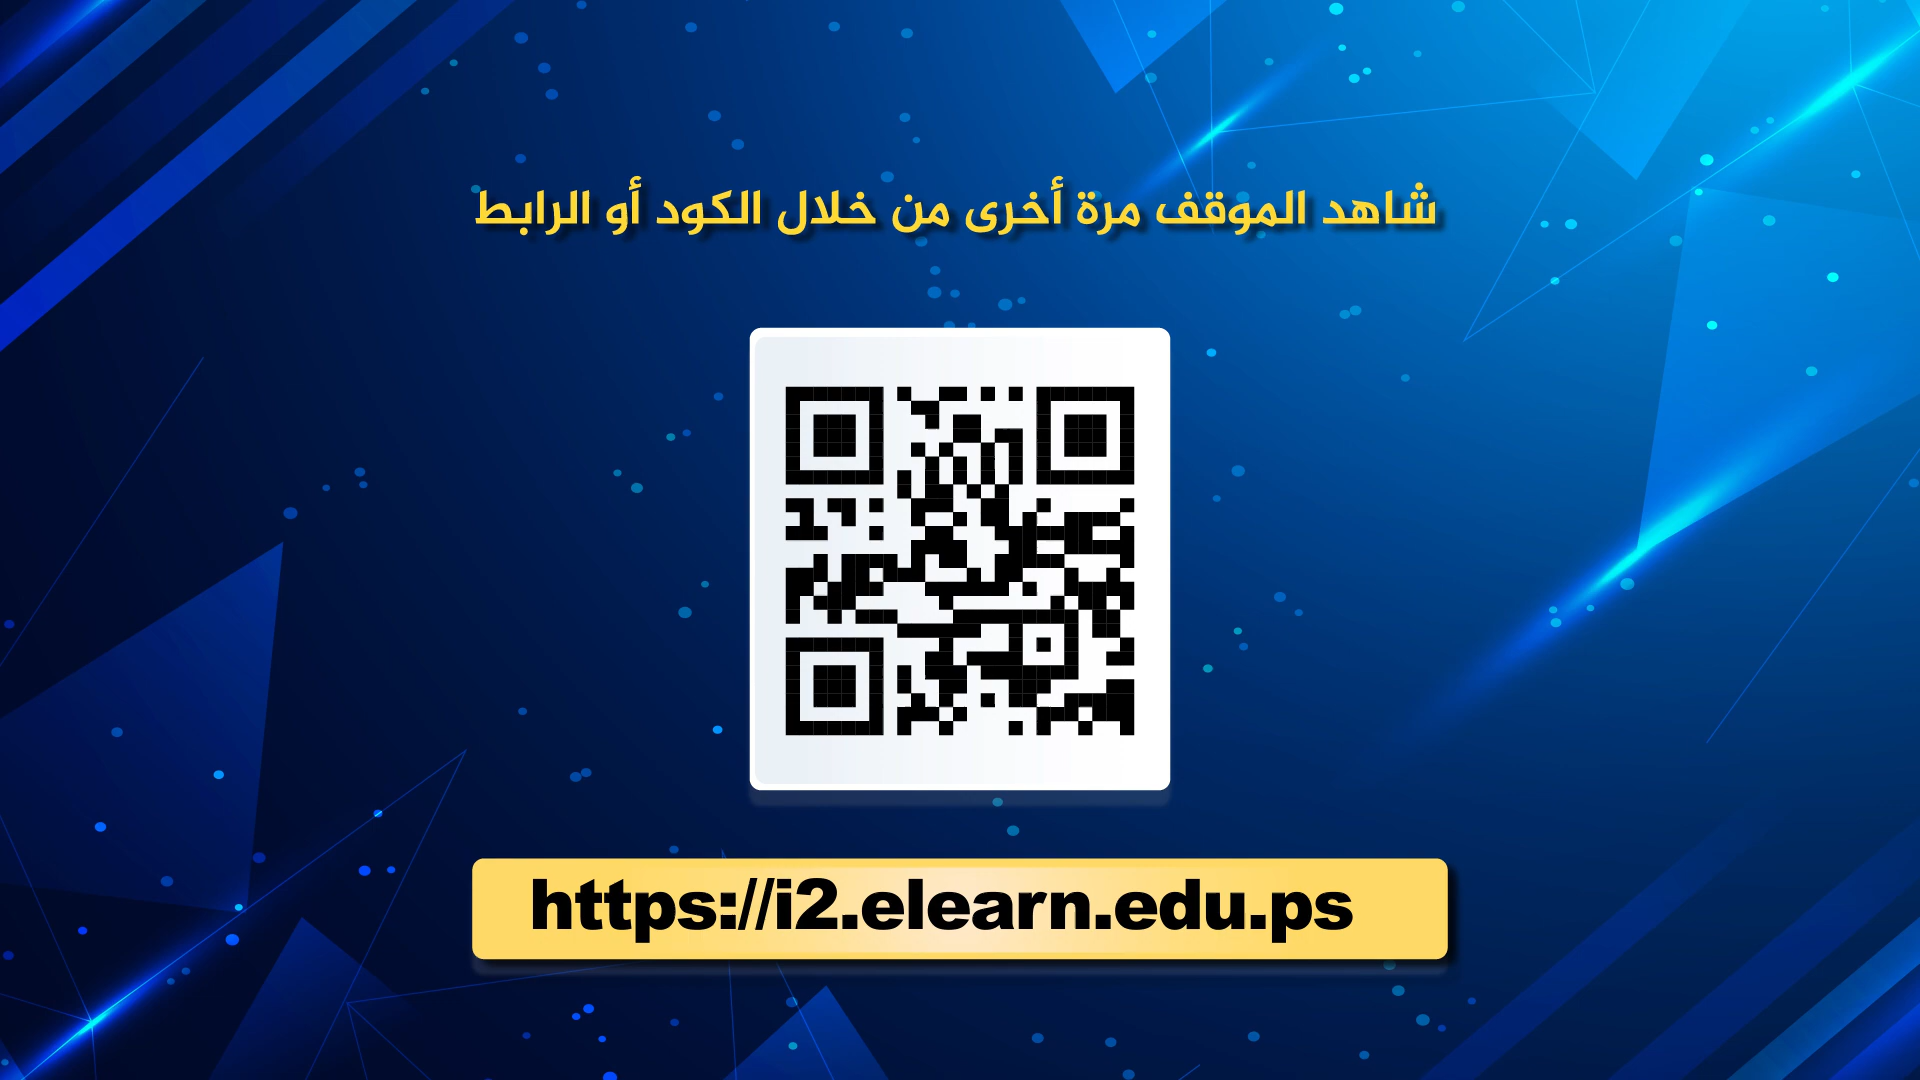 شاهد الموقف مرة أخرى من خلال الكود أو الرابط
https://i2.elearn.edu.ps